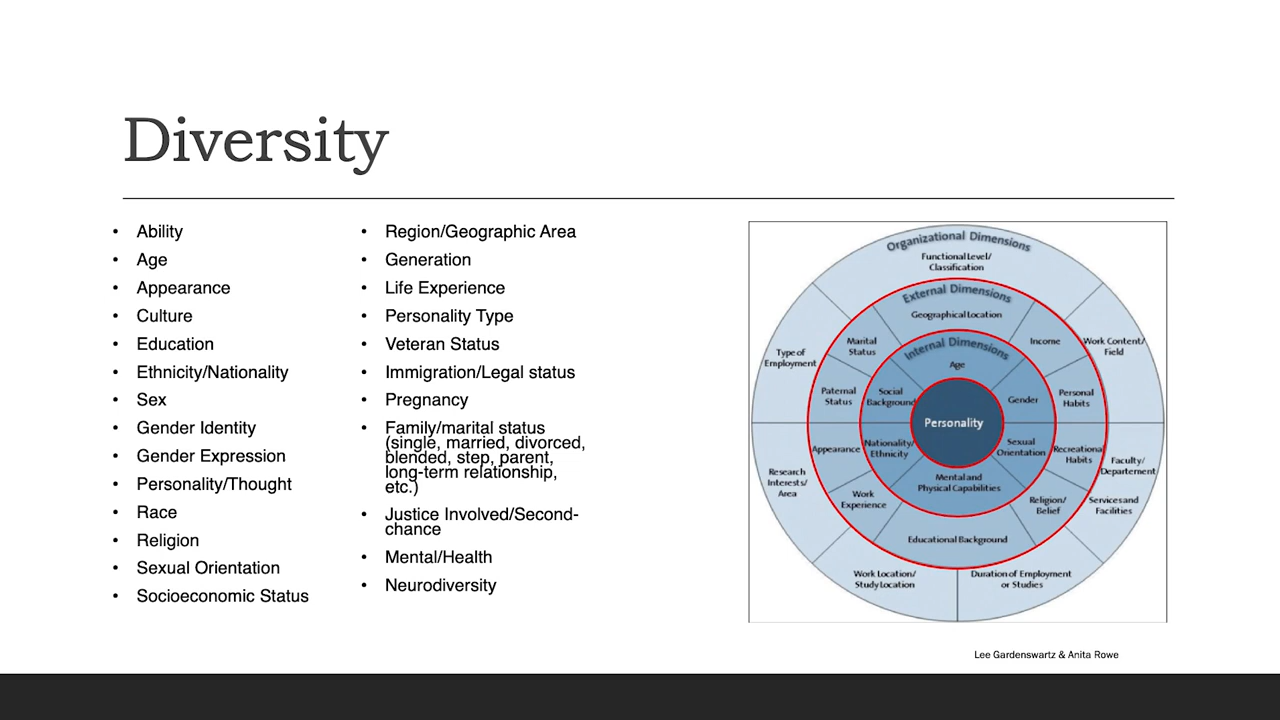 Diversity
• Ability
• Age
• Appearance
• Culture
• Education
• Ethnicity/Nationality
• Sex
• Gender Identity
• Gender Expression
• Personality/Thought
• Race
• Religion
• Sexual Orientation
• Socioeconomic Status
• Region/Geographic Area
• Generation
• Life Experience
• Personality Type
• Veteran Status
• Immigration/Legal status
• Pregnancy
• Family/marital status
(single, married, divorced,
blended, step, parent,
long-term relationship,
etc.)
• Justice Involved/Second-
chance
• Mental/Health
• Neurodiversity
Organizational Dimensions
Functional Level/
Classification
External Dimensions
Geographical Location
Marital
Status
Income
Work Content/
Field
Type of
Employment
Internal Dimensions
Age
Paternal
Status
Social
Background
Gender
Personal
Habits
Personality
Appearance
Nationality/
Ethnicity
Sexual
Orientation
Recreational
Habits
Faculty/
Departement
Research
Interests/
Area
Mental and
Physical Capabilities
Work
Experience
Religion/
Belief
Services and
Facilities
Educational Background
Work Location/
Study Location
Duration of Employment
or Studies
Lee Gardenswartz & Anita Rowe